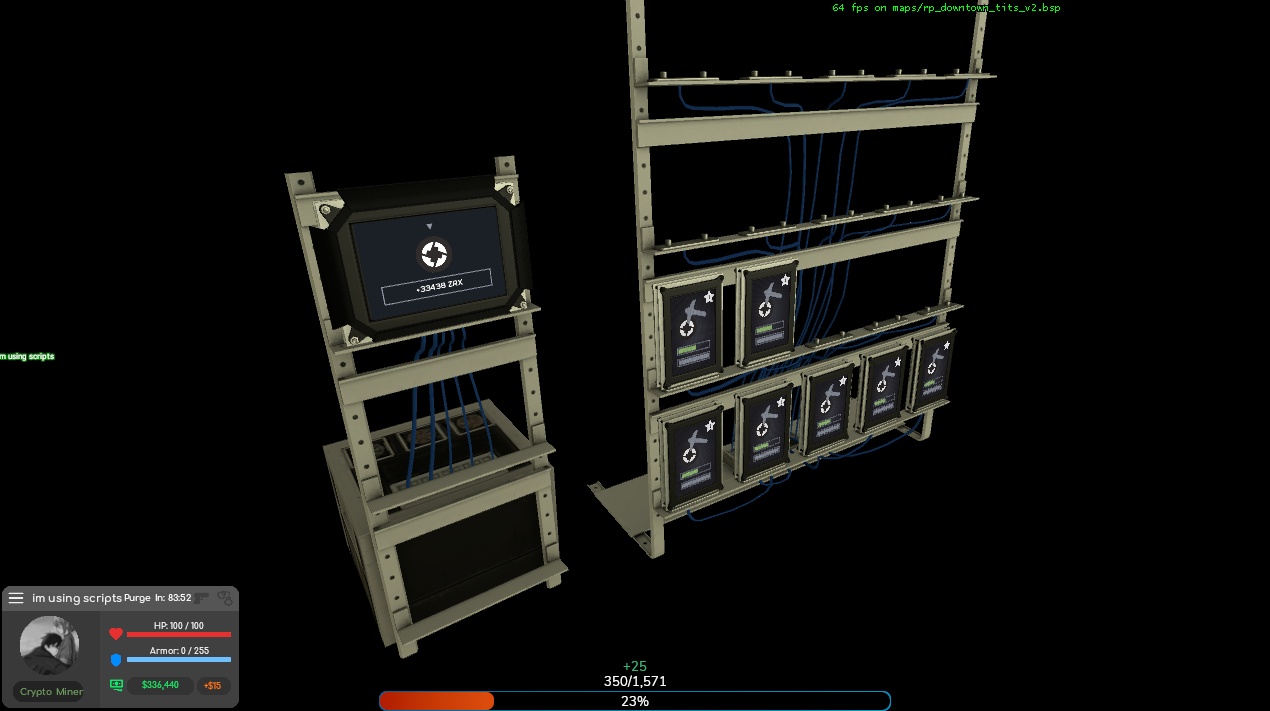 64 fps on maps/rp_downtown_tits_v2.bsp
+33438 ZRX
m using scripts
im using scripts Purge In: 83:52
HP: 100 / 100
Armor: 0 / 255
Crypto Miner
$336,440
+$15
+25
350/1,571
23%